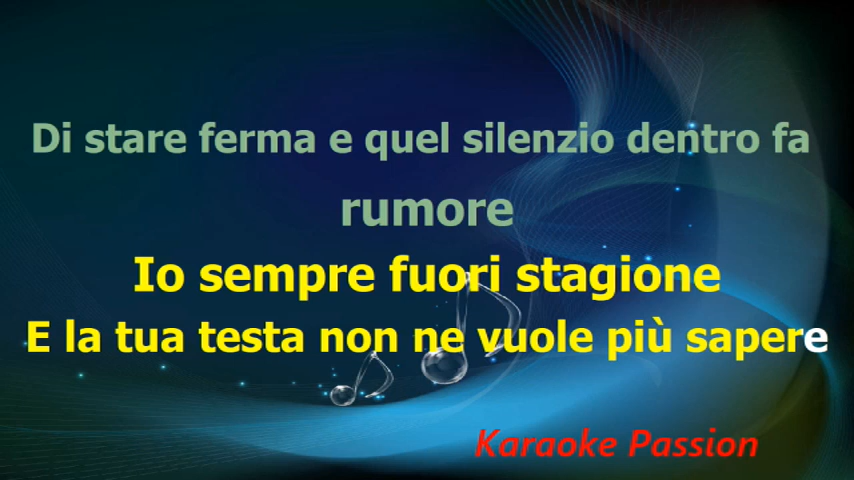 Di stare ferma e quel silenzio dentro fa
rumore
Io sempre fuori stagione
E la tua testa non ne vuole più sapere
Karaoke Passion